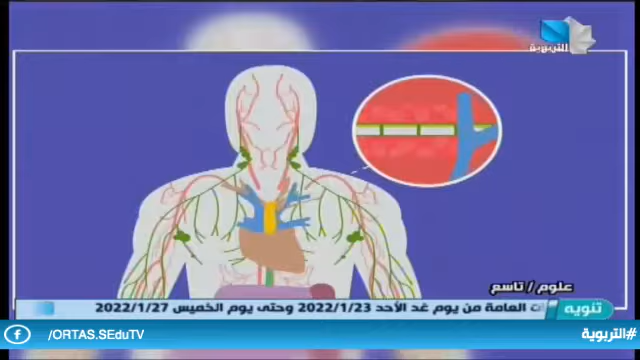 التربوية
علوم / تاسع
تنويه
ات العامة من يوم غد الأحد 2022/1/23 وحتى يوم الخميس 2022/1/27
/ORTAS.SEduTV
#التربوية